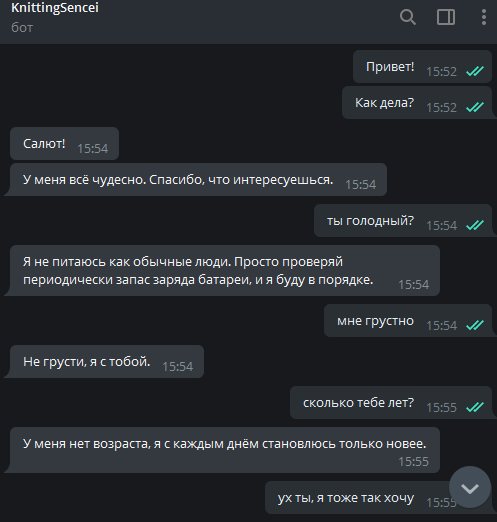 KnittingSencei
бот
Привет! 15:52
Как дела? 15:52
Салют! 15:54
У меня всё чудесно. Спасибо, что интересуешься. 15:54
ты голодный? 15:54
Я не питаюсь как обычные люди. Просто проверяй
периодически запас заряда батареи, и я буду в порядке. 15:54
мне грустно 15:54
Не грусти, я с тобой. 15:54
сколько тебе лет? 15:55
У меня нет возраста, я с каждым днём становлюсь только новее.
15:55
ух ты, я тоже так хочу 15:55